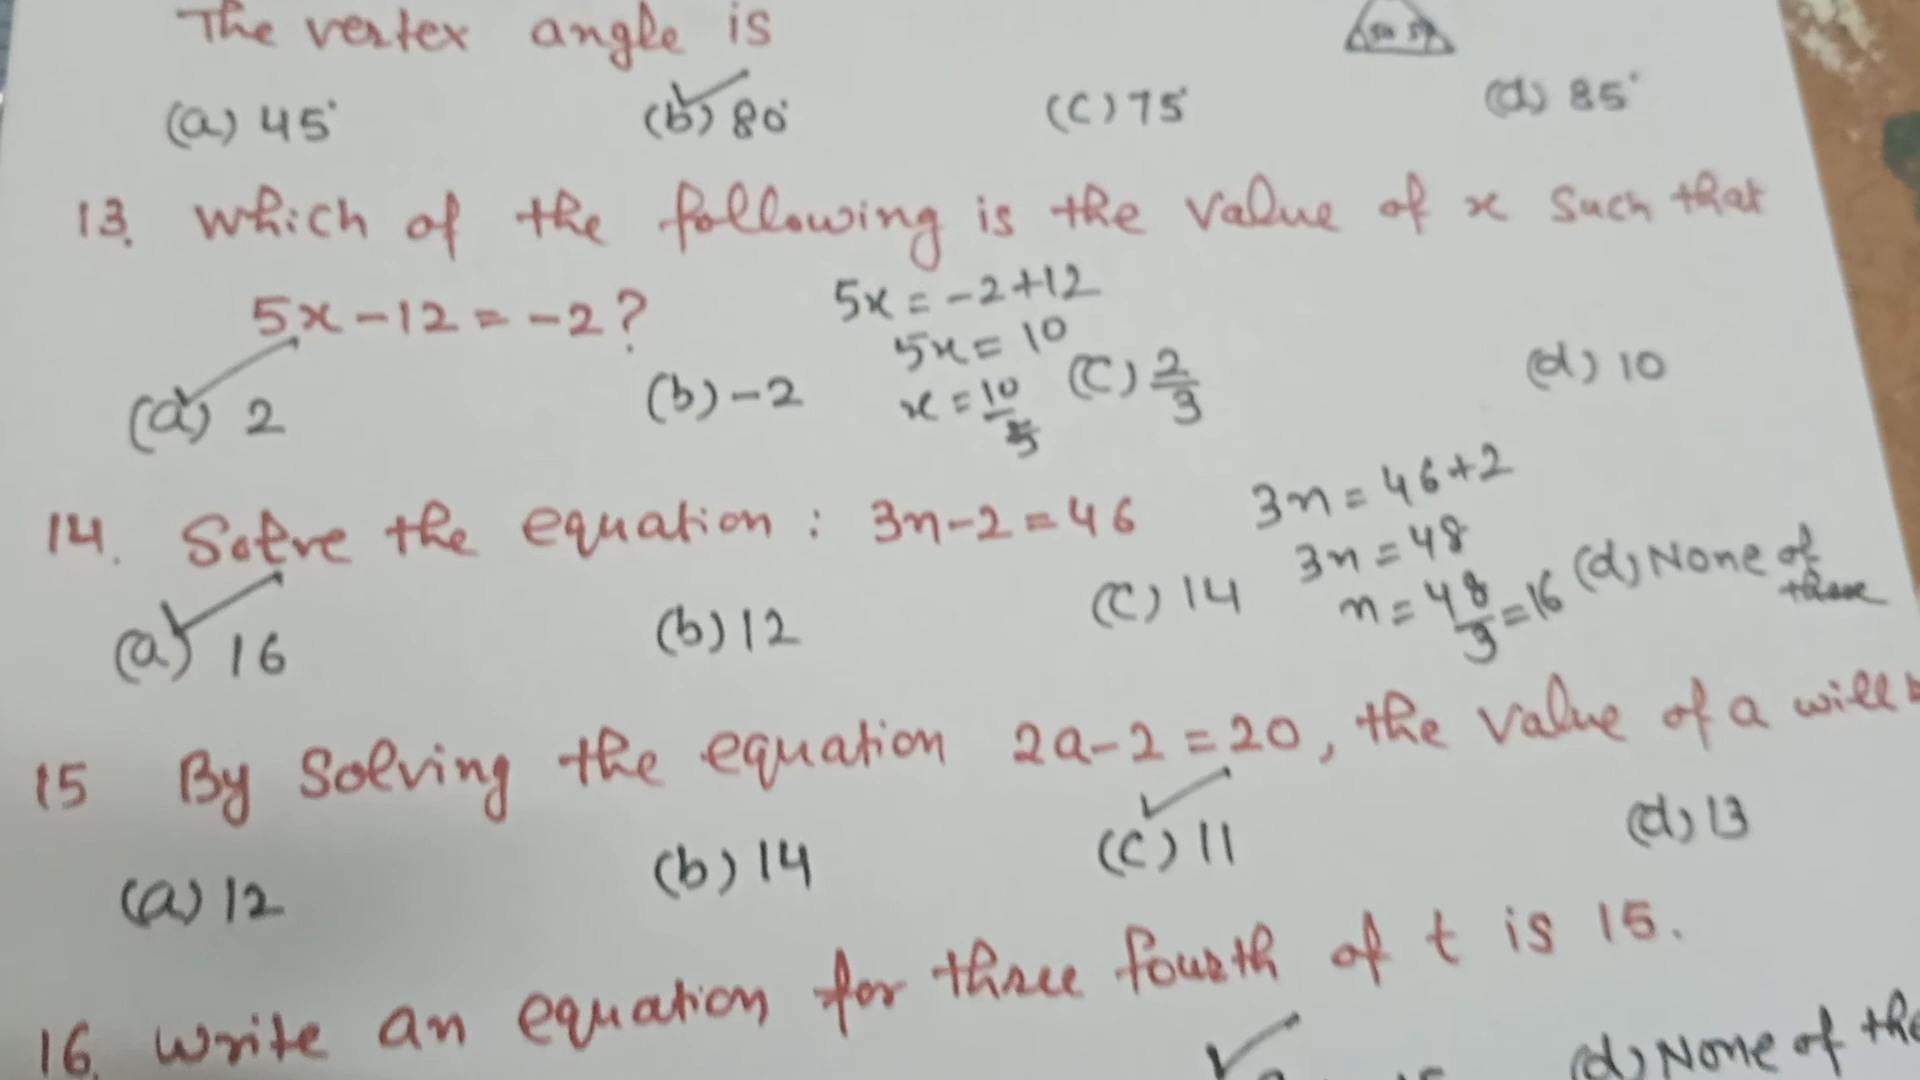 The vertex angle is
50 50
(a) 45° (b) 80° (c) 75° (d) 85°
13. Which of the following is the value of x such that
5x-12=-2?
5x=-2+12
5x=10
x=10/5
(a) 2 (b) -2 (c) 2/3 (d) 10
14. Solve the equation : 3n-2=46
3n=46+2
3n=48
n=48/3=16
(a) 16 (b) 12 (c) 14 (d) None of these
15 By Solving the equation 2a-2=20, the value of a will
(a) 12 (b) 14 (c) 11 (d) 13
16. Write an equation for three fourth of t is 15.
(d) None of